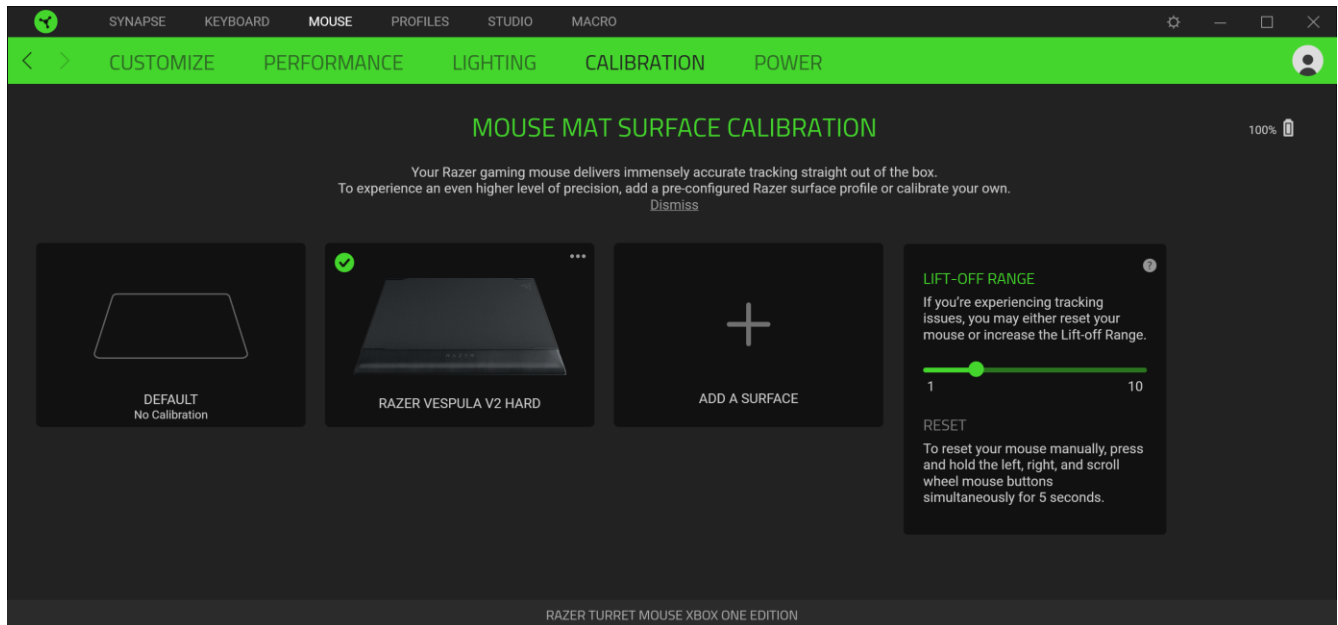 SYNAPSE KEYBOARD MOUSE PROFILES STUDIO MACRO
CUSTOMIZE PERFORMANCE LIGHTING CALIBRATION POWER
MOUSE MAT SURFACE CALIBRATION
100%
Your Razer gaming mouse delivers immensely accurate tracking straight out of the box.
To experience an even higher level of precision, add a pre-configured Razer surface profile or calibrate your own.
Dismiss
DEFAULT
No Calibration
RAZER
RAZER VESPULA V2 HARD
ADD A SURFACE
?
LIFT-OFF RANGE
If you're experiencing tracking
issues, you may either reset your
mouse or increase the Lift-off Range.
1 10
RESET
To reset your mouse manually, press
and hold the left, right, and scroll
wheel mouse buttons
simultaneously for 5 seconds.
RAZER TURRET MOUSE XBOX ONE EDITION